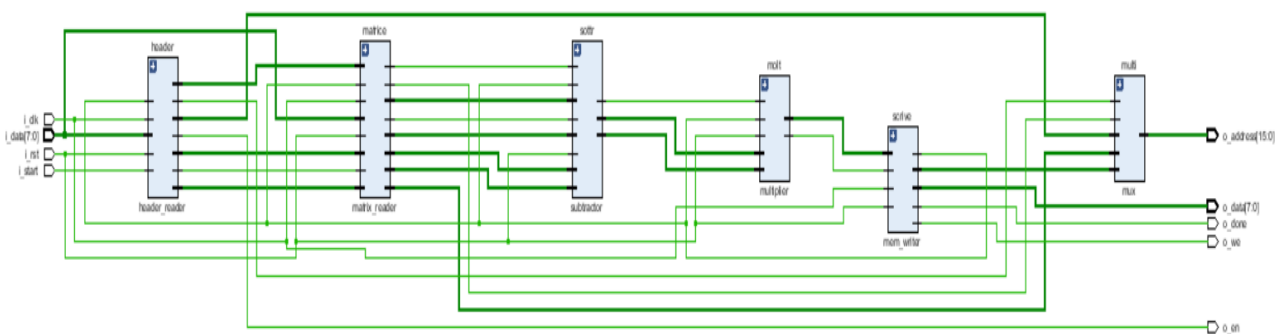 header
matrice
sottr
molt
scrive
multi
i_clk
i_data[7:0]
i_rst
i_start
header_reader
matrix_reader
subtractor
multiplier
mem_writer
mux
o_address[15:0]
o_data[7:0]
o_done
o_we
o_en